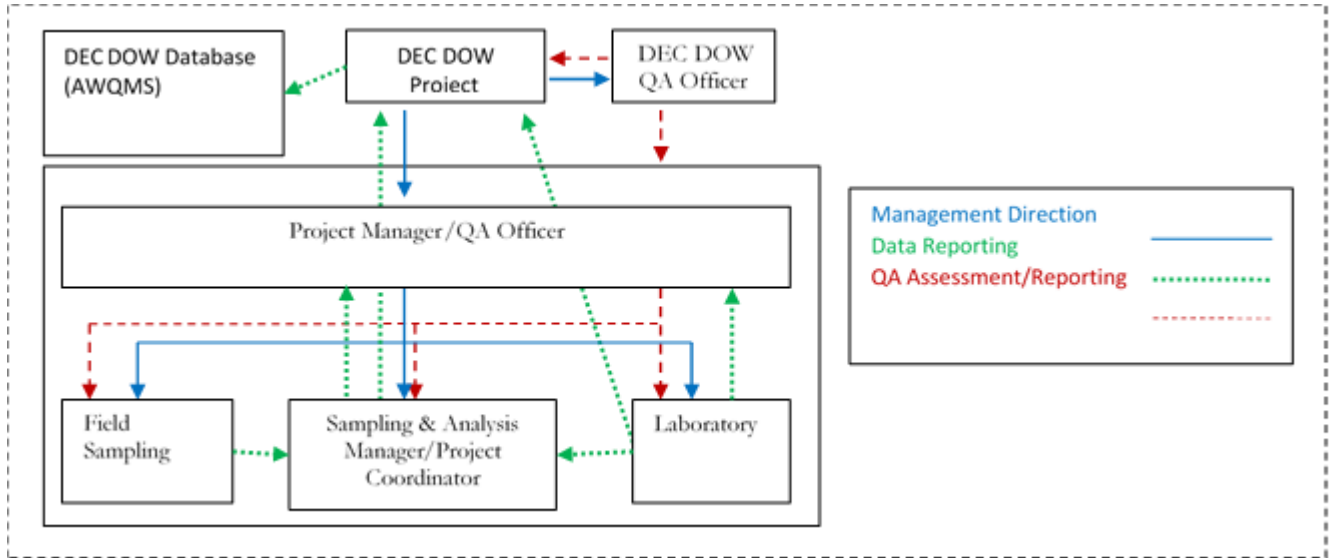 DEC DOW Database
(AWQMS)
DEC DOW
Project
DEC DOW
QA Officer
Project Manager/QA Officer
Management Direction
Data Reporting
QA Assessment/Reporting
Field
Sampling
Sampling & Analysis
Manager/Project
Coordinator
Laboratory